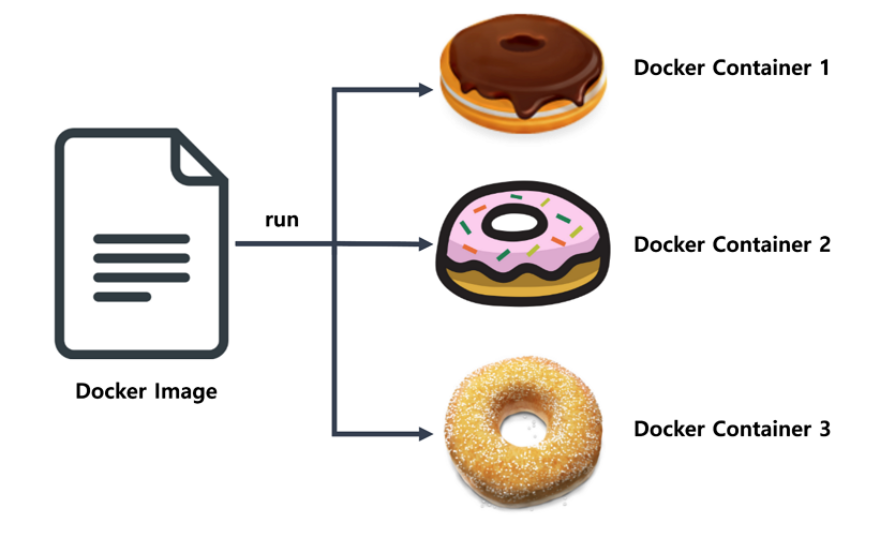 Docker Container 1
run
Docker Container 2
Docker Image
Docker Container 3